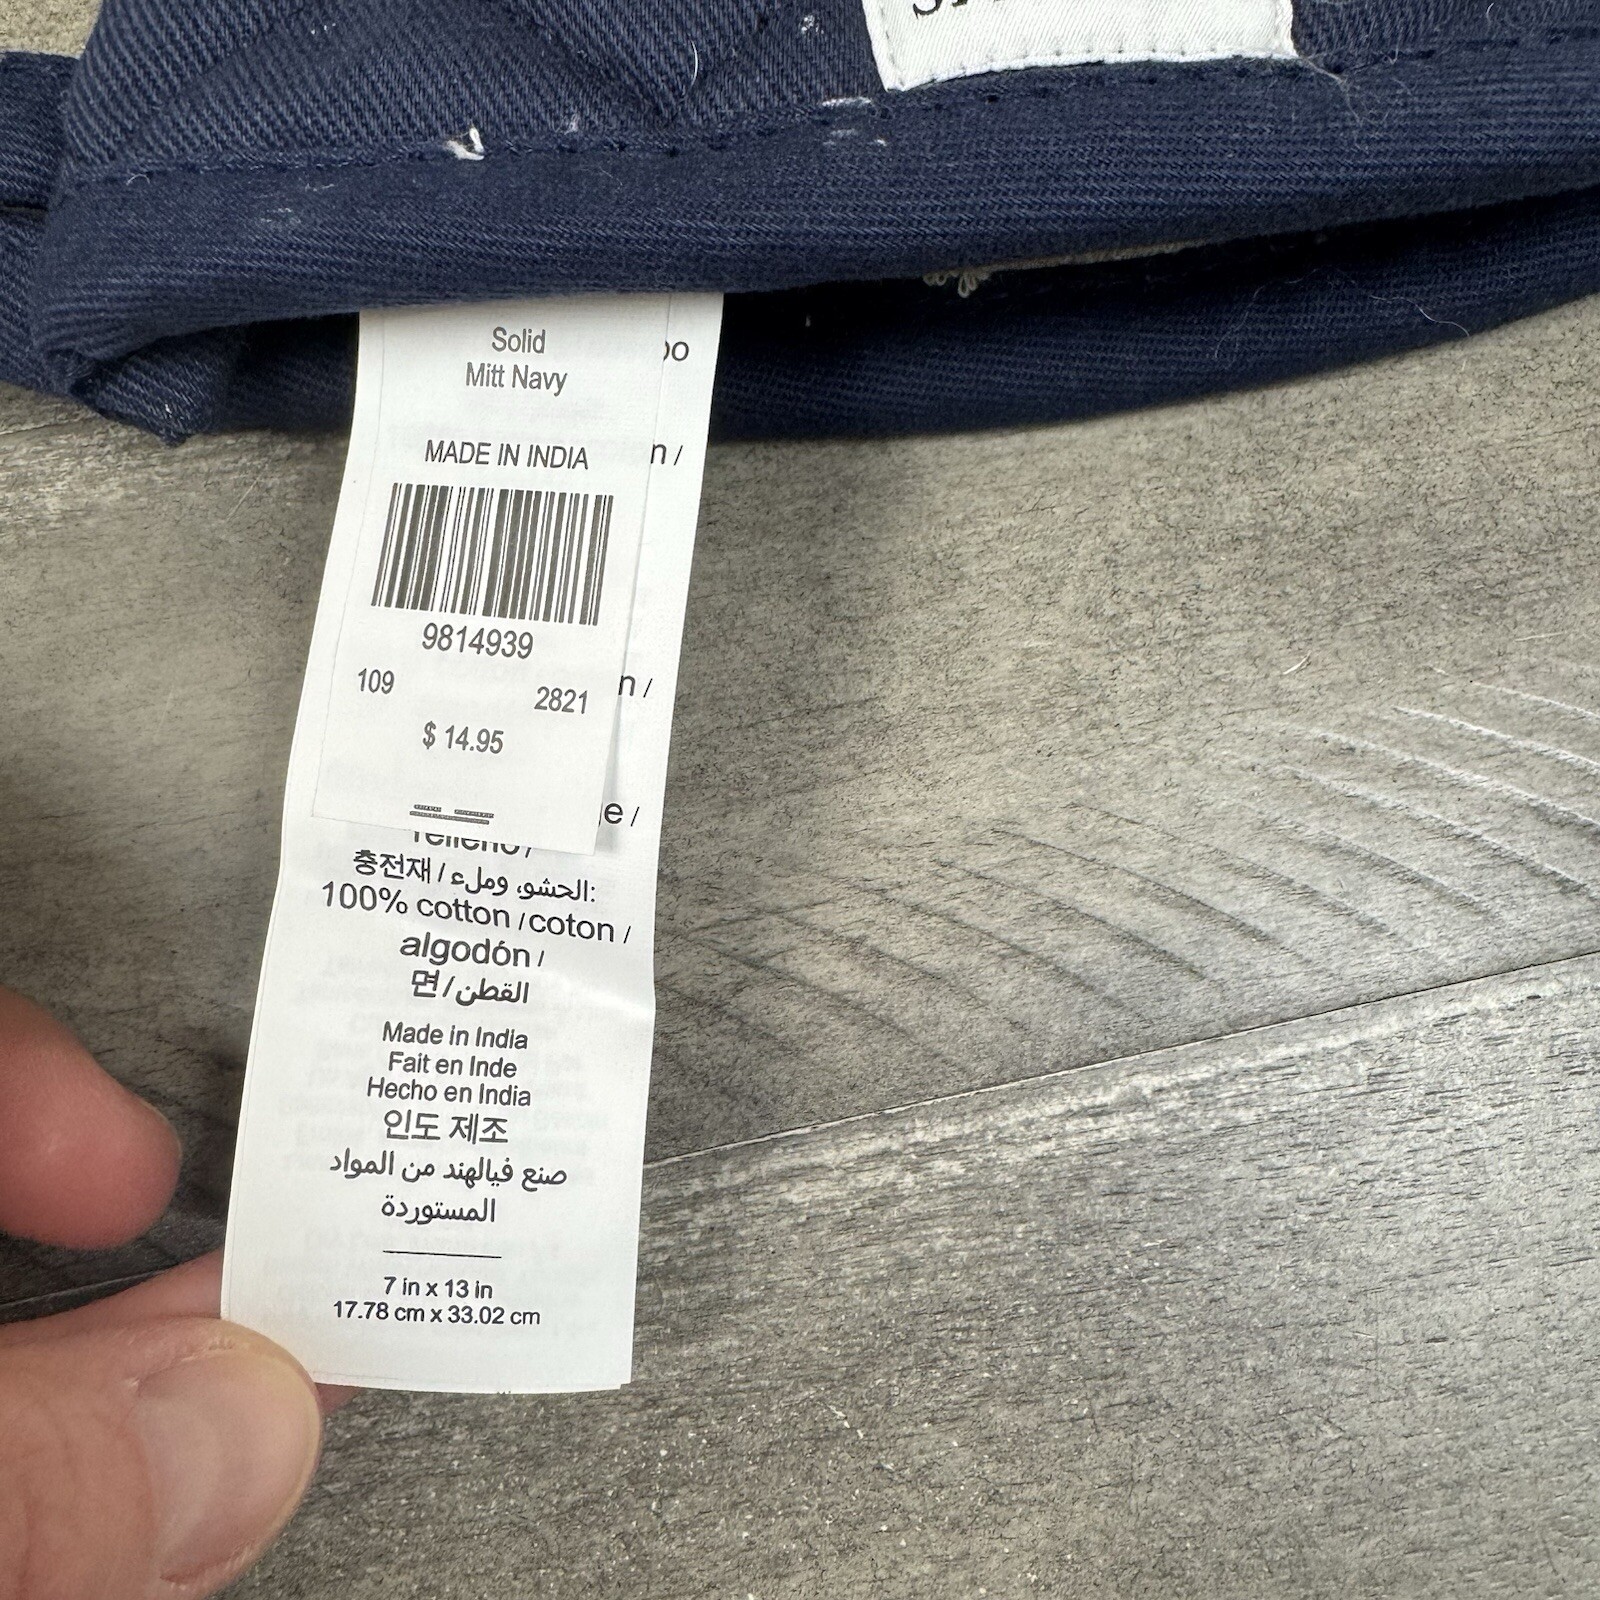 Solid
Mitt Navy
MADE IN INDIA
9814939
109 2821
$ 14.95
n /
n /
e /
충전재 / الحشو، وملء:
100% cotton / coton /
algodón /
면 / القطن
Made in India
Fait en Inde
Hecho en India
인도 제조
صنع فيالهند من المواد
المستوردة
7 in x 13 in
17.78 cm x 33.02 cm